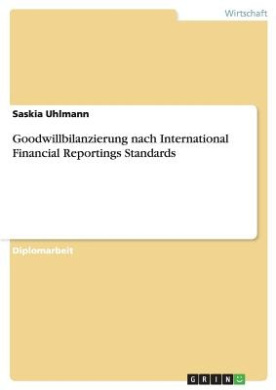 Wirtschaft
Saskia Uhlmann
Goodwillbilanzierung nach International
Financial Reportings Standards
Diplomarbeit
GRIN